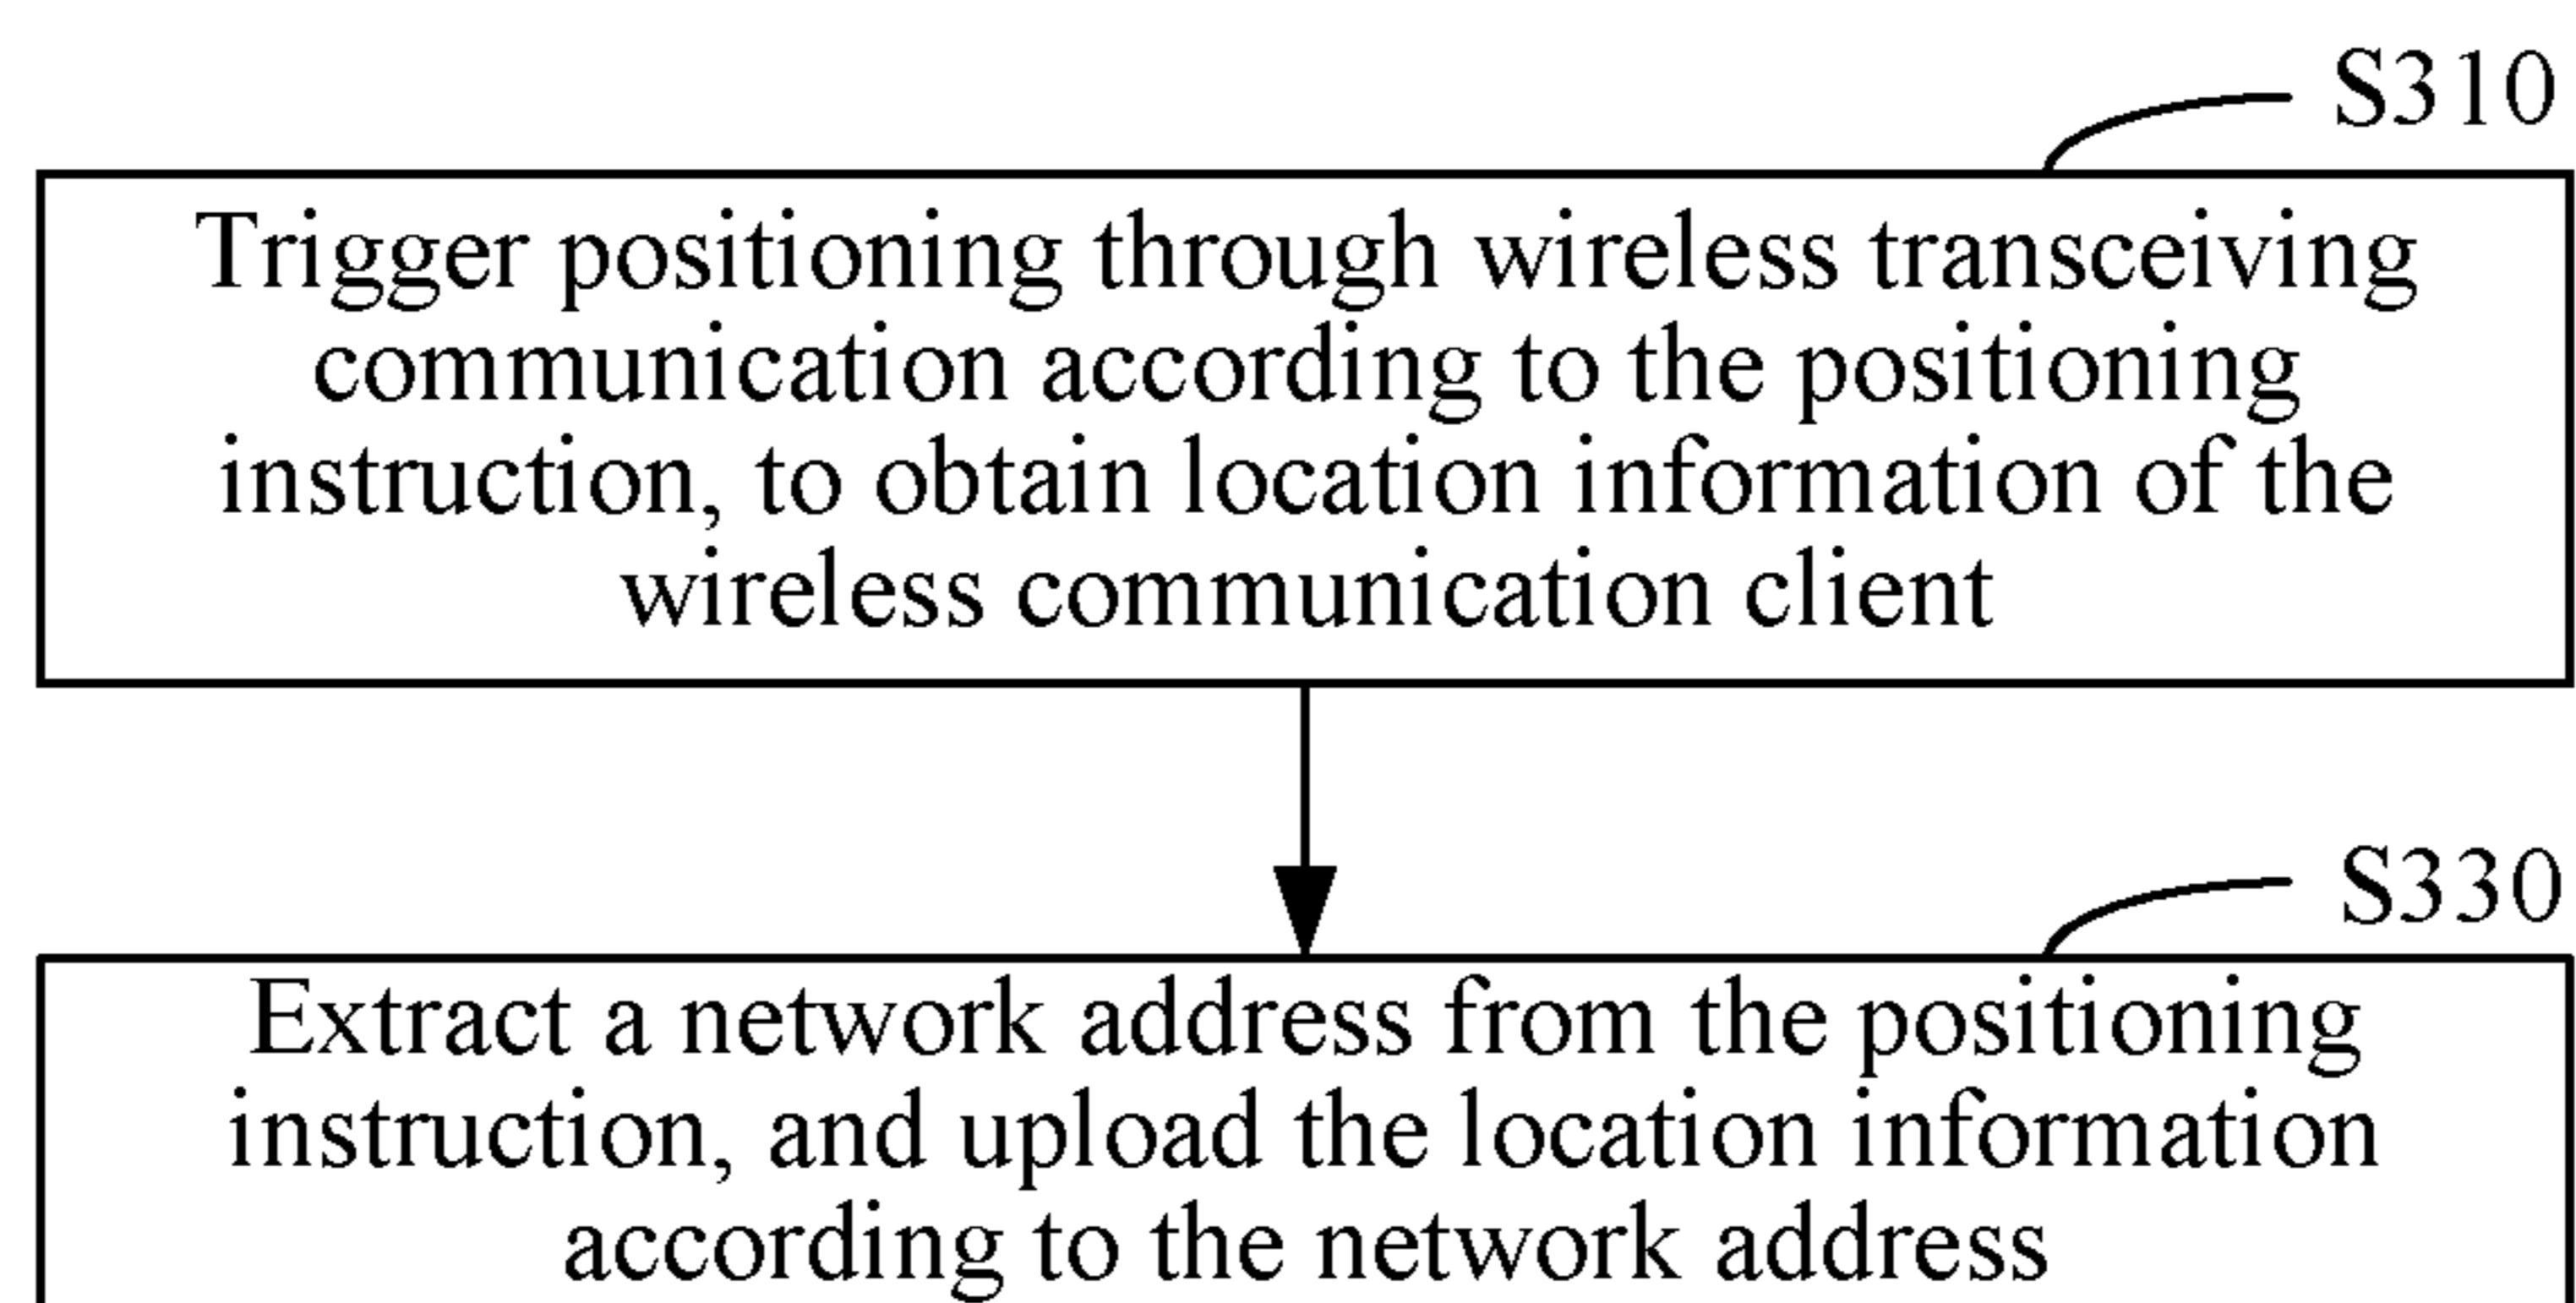 S310
Trigger positioning through wireless transceiving
communication according to the positioning
instruction, to obtain location information of the
wireless communication client
S330
Extract a network address from the positioning
instruction, and upload the location information
according to the network address